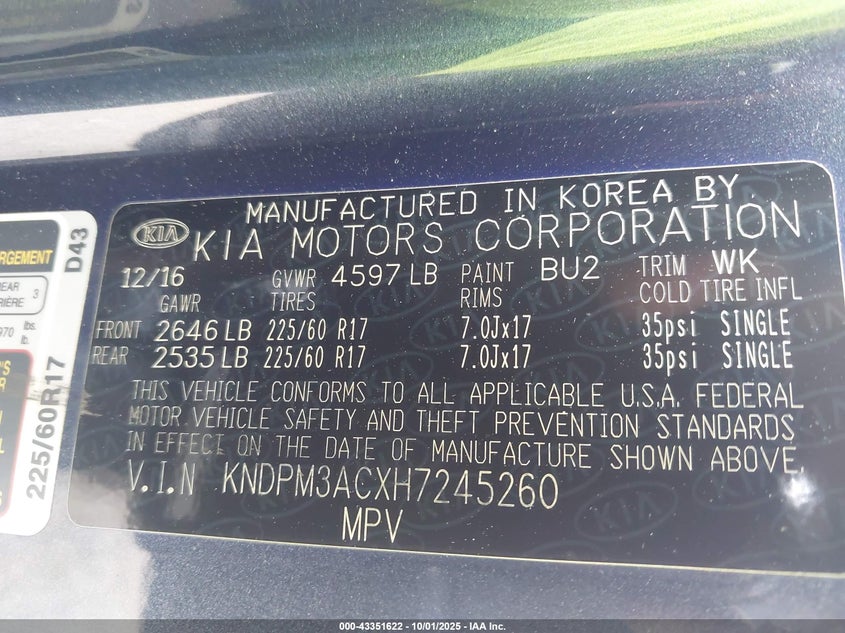 MANUFACTURED IN KOREA BY
KIA KIA MOTORS CORPORATION
12/16 GVWR 4597 LB PAINT BU2 TRIM WK
GAWR TIRES RIMS COLD TIRE INFL
FRONT 2646 LB 225/60 R17 7.0Jx17 35psi SINGLE
REAR 2535 LB 225/60 R17 7.0Jx17 35psi SINGLE
THIS VEHICLE CONFORMS TO ALL APPLICABLE U.S.A. FEDERAL
MOTOR VEHICLE SAFETY AND THEFT PREVENTION STANDARDS
IN EFFECT ON THE DATE OF MANUFACTURE SHOWN ABOVE.
V.I.N KNDPM3ACXH7245260
MPV
D43
225/60R17
3
970 lbs.
lb.
000-43351622 - 10/01/2025 - IAA Inc.